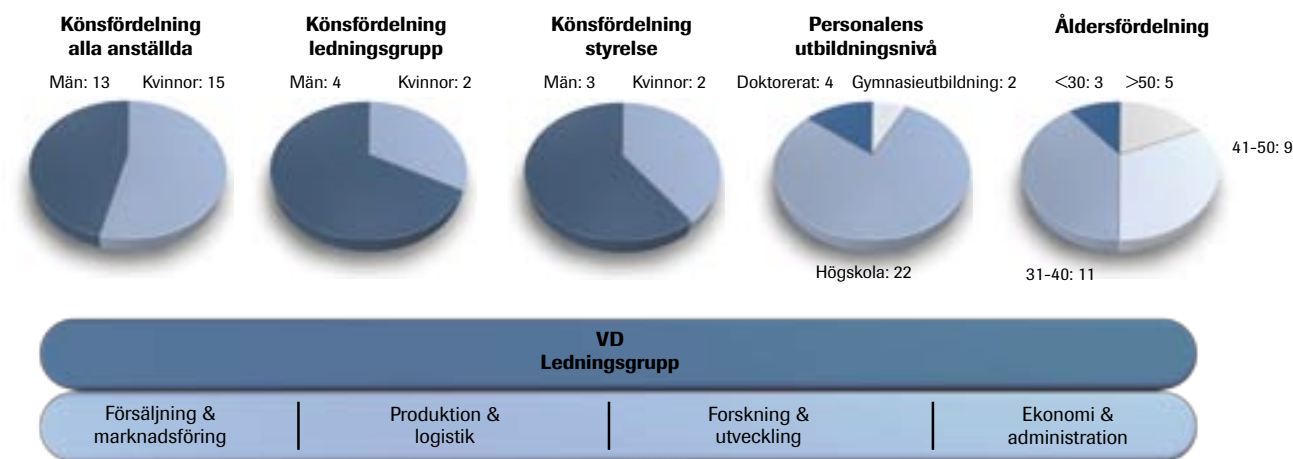 Könsfördelning
alla anställda
Män: 13 Kvinnor: 15
Könsfördelning
ledningsgrupp
Män: 4 Kvinnor: 2
Könsfördelning
styrelse
Män: 3 Kvinnor: 2
Personalens
utbildningsnivå
Doktorerat: 4 Gymnasieutbildning: 2
Högskola: 22
Åldersfördelning
<30: 3 >50: 5
41-50: 9
31-40: 11
VD
Ledningsgrupp
Försäljning &
marknadsföring
Produktion &
logistik
Forskning &
utveckling
Ekonomi &
administration